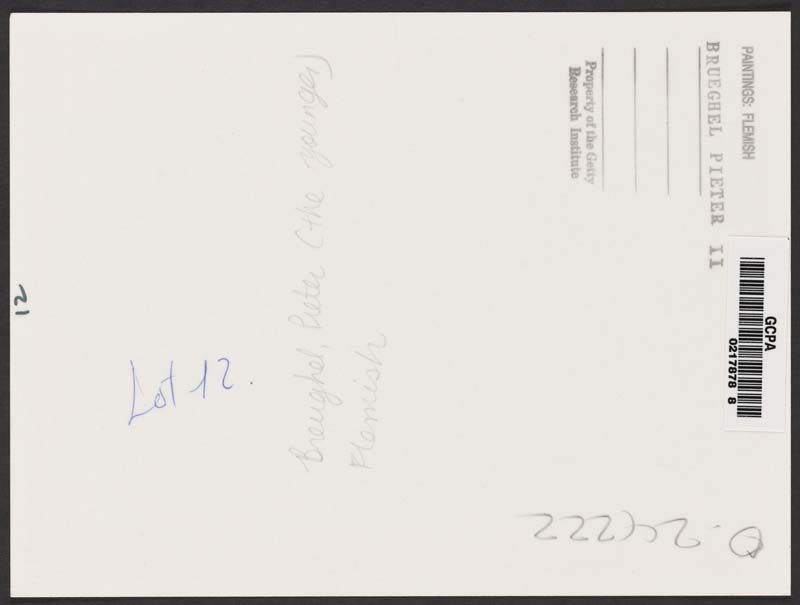 PAINTINGS: FLEMISH
BRUEGHEL PIETER II
Property of the Getty
Research Institute
GCPA
0217878 8
Breughel, Pieter (the younger)
Flemish
Lot 12.
12